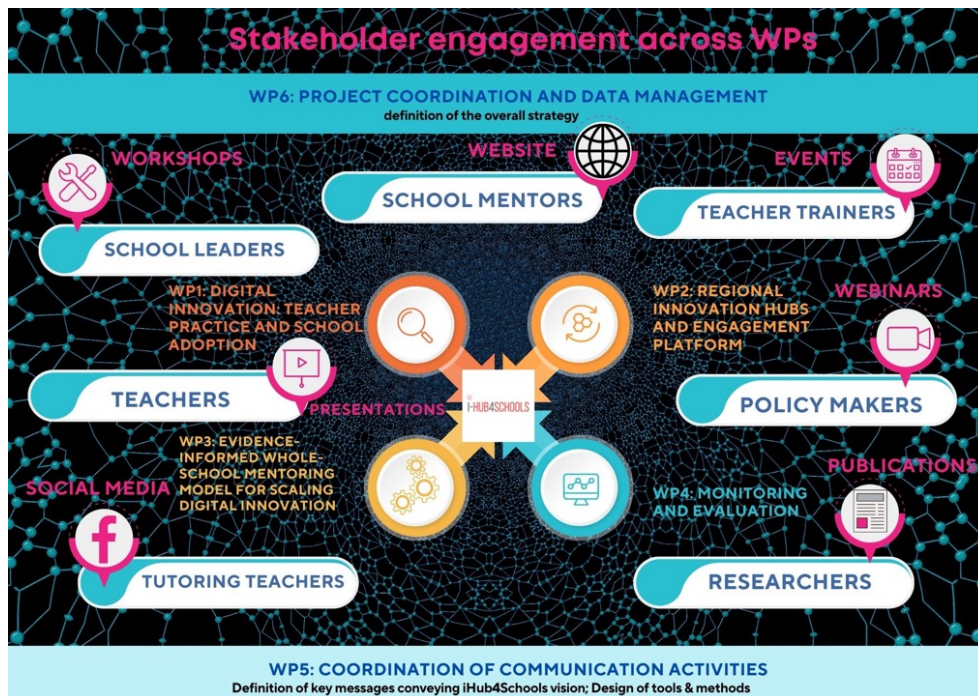 Stakeholder engagement across WPs
WP6: PROJECT COORDINATION AND DATA MANAGEMENT
definition of the overall strategy
WORKSHOPS
SCHOOL LEADERS
WEBSITE
SCHOOL MENTORS
EVENTS
TEACHER TRAINERS
WP1: DIGITAL
INNOVATION: TEACHER
PRACTICE AND SCHOOL
ADOPTION
WP2: REGIONAL
INNOVATION HUBS
AND ENGAGEMENT
PLATFORM
WEBINARS
POLICY MAKERS
TEACHERS
PRESENTATIONS
i-HUB4SCHOOLS
WP3: EVIDENCE-
INFORMED WHOLE-
SCHOOL MENTORING
MODEL FOR SCALING
DIGITAL INNOVATION
WP4: MONITORING
AND EVALUATION
SOCIAL MEDIA
f
TUTORING TEACHERS
PUBLICATIONS
RESEARCHERS
WP5: COORDINATION OF COMMUNICATION ACTIVITIES
Definition of key messages conveying iHub4Schools vision; Design of tools & methods